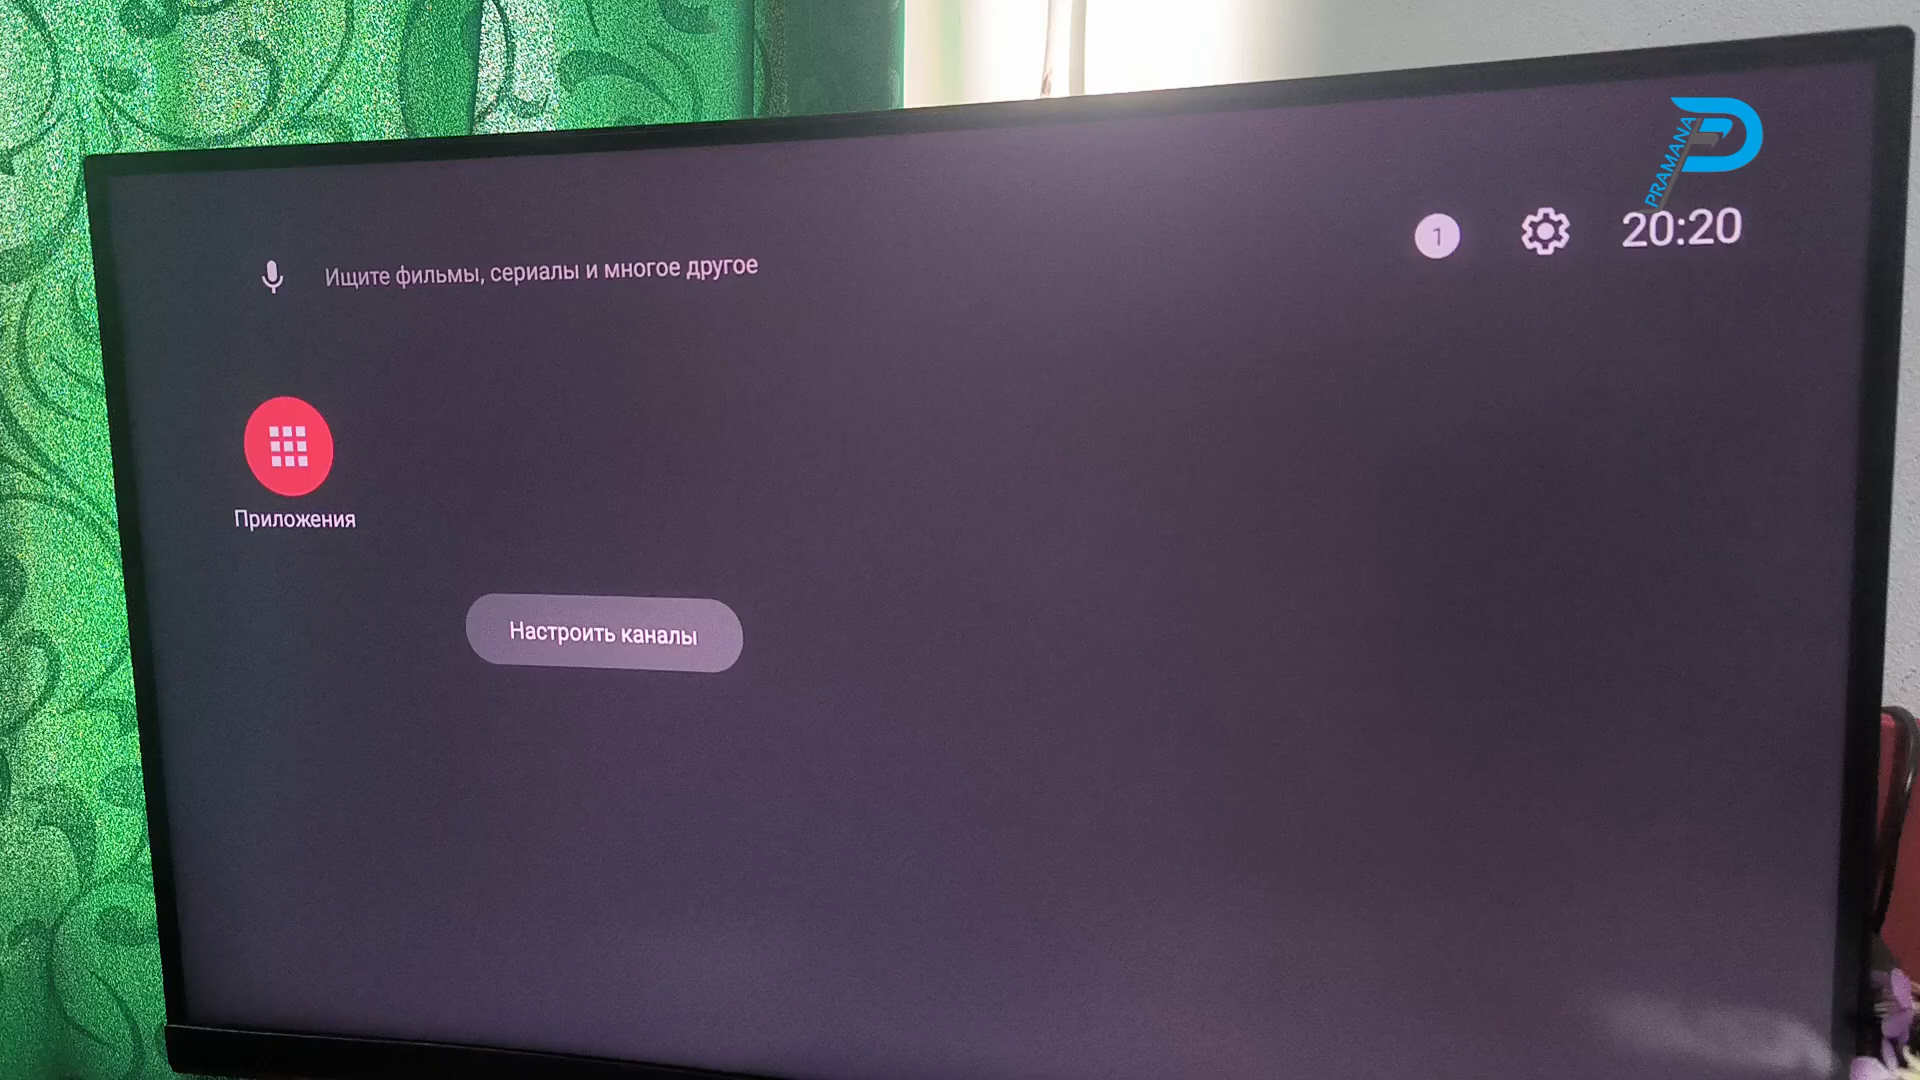 PRAMANA
1
20:20
Ищите фильмы, сериалы и многое другое
Приложения
Настроить каналы